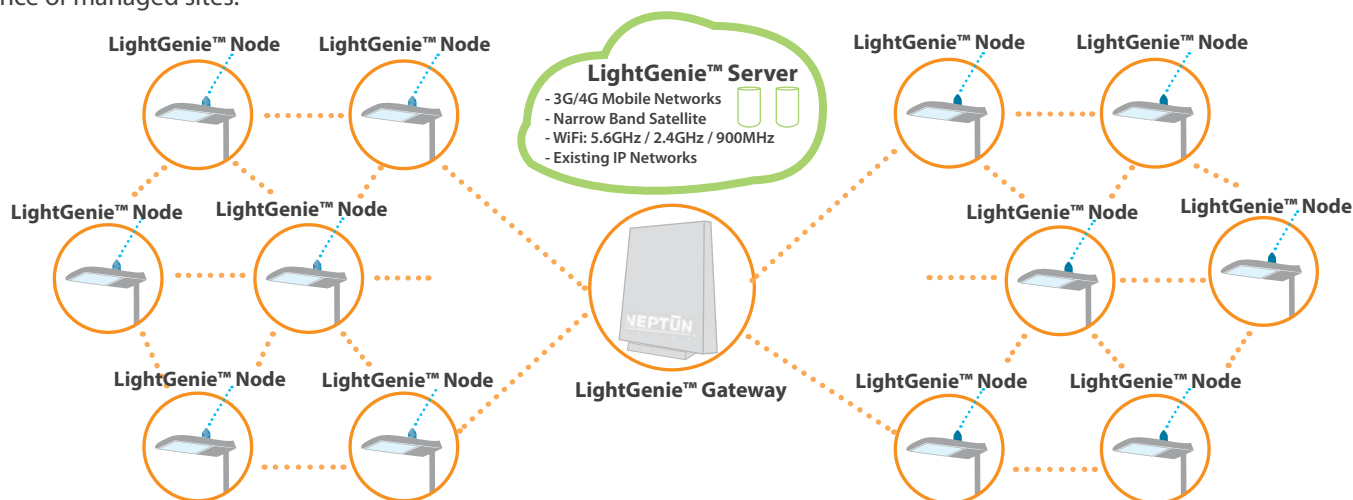 nce of managed sites.
LightGenie™ Node
LightGenie™ Node
LightGenie™ Server
- 3G/4G Mobile Networks
- Narrow Band Satellite
- WiFi: 5.6GHz / 2.4GHz / 900MHz
- Existing IP Networks
LightGenie™ Node
LightGenie™ Node
LightGenie™ Node
LightGenie™ Node
LightGenie™ Node
LightGenie™ Node
NEPTŪN
LightGenie™ Gateway
LightGenie™ Node
LightGenie™ Node
LightGenie™ Node
LightGenie™ Node